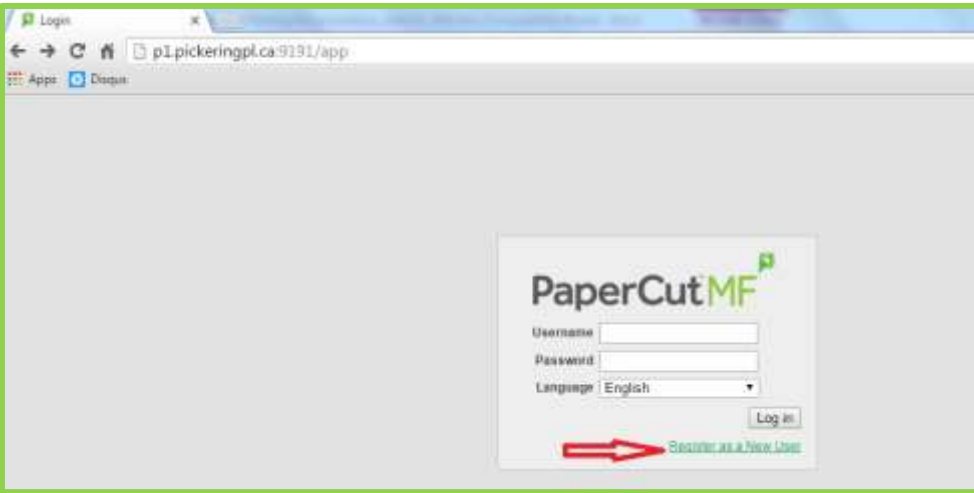 Login
p1.pickeringpl.ca:9191/app
Apps Disqus
PaperCut MF
Username
Password
Language English
Log in
Register as a New User